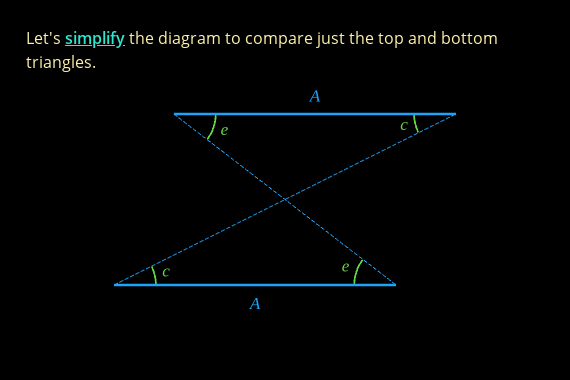 Let's simplify the diagram to compare just the top and bottom
triangles.
A
e
c
c
e
A